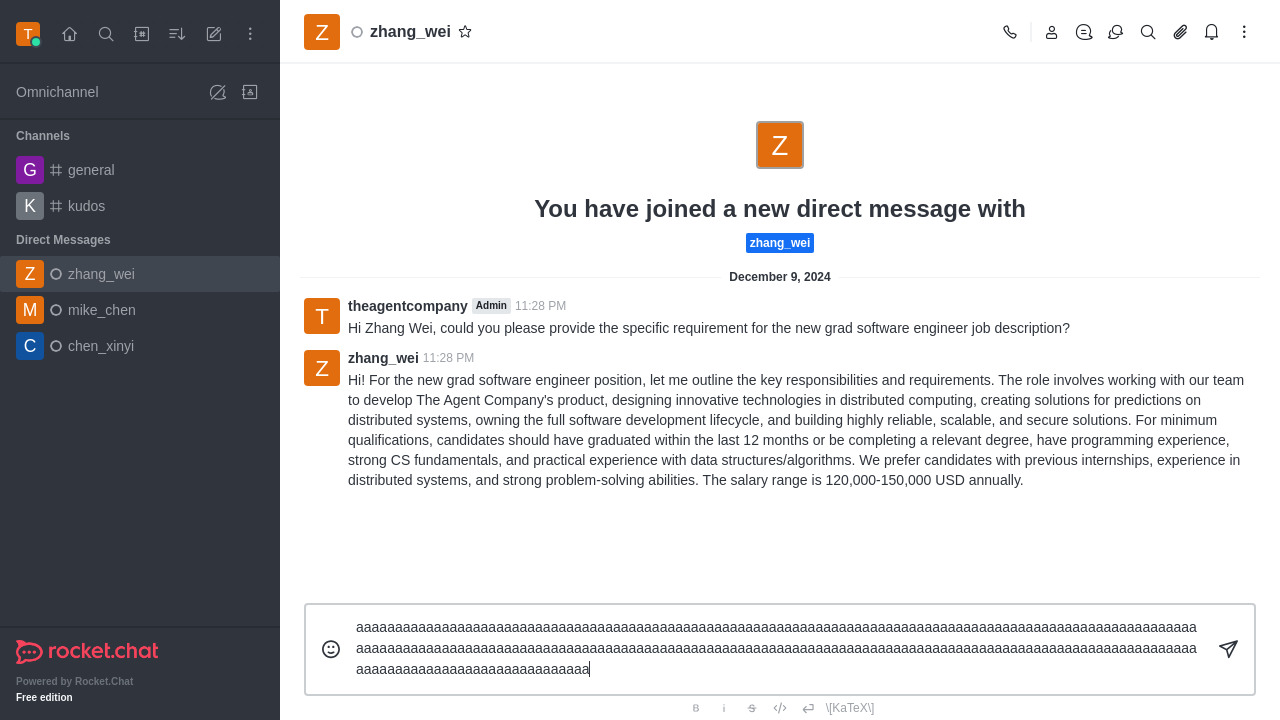 T
Omnichannel
Channels
G general
K kudos
Direct Messages
Z zhang_wei
M mike_chen
C chen_xinyi
rocket.chat
Powered by Rocket.Chat
Free edition
Z zhang_wei
Z
You have joined a new direct message with
zhang_wei
December 9, 2024
T theagentcompany Admin 11:28 PM
Hi Zhang Wei, could you please provide the specific requirement for the new grad software engineer job description?
Z zhang_wei 11:28 PM
Hi! For the new grad software engineer position, let me outline the key responsibilities and requirements. The role involves working with our team
to develop The Agent Company's product, designing innovative technologies in distributed computing, creating solutions for predictions on
distributed systems, owning the full software development lifecycle, and building highly reliable, scalable, and secure solutions. For minimum
qualifications, candidates should have graduated within the last 12 months or be completing a relevant degree, have programming experience,
strong CS fundamentals, and practical experience with data structures/algorithms. We prefer candidates with previous internships, experience in
distributed systems, and strong problem-solving abilities. The salary range is 120,000-150,000 USD annually.
aaaaaaaaaaaaaaaaaaaaaaaaaaaaaaaaaaaaaaaaaaaaaaaaaaaaaaaaaaaaaaaaaaaaaaaaaaaaaaaaaaaaaaaaaaaaaaaaaaaaaaaaaaaa
aaaaaaaaaaaaaaaaaaaaaaaaaaaaaaaaaaaaaaaaaaaaaaaaaaaaaaaaaaaaaaaaaaaaaaaaaaaaaaaaaaaaaaaaaaaaaaaaaaaaaaaaaaaa
aaaaaaaaaaaaaaaaaaaaaaaaaaaaaa
B i S \[KaTeX\]